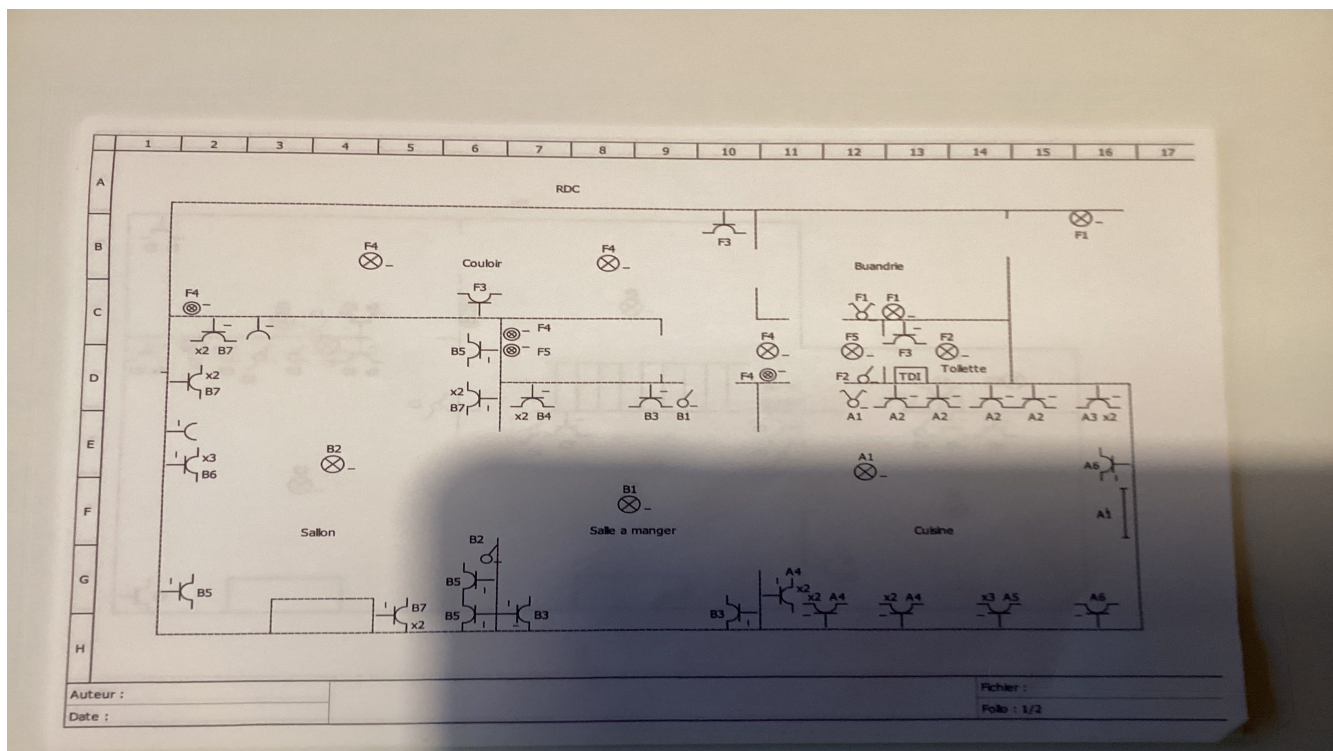 1 2 3 4 5 6 7 8 9 10 11 12 13 14 15 16 17
A
RDC
B
F3
F1
F4 F4
Couloir
Buandrie
C
F4
F3
F1 F1
F4
x2 B7
B5
F5
F4
F5
F3
F2
D
x2
B7
F4
F2
TDI
Toilette
x2
B7
x2 B4
B3 B1
A1 A2 A2 A2 A2 A3 x2
E
x3
B6
B2
A1
A6
F
B1
A1
Sallon
Salle a manger
Cuisine
B2
G
B5
B5
A4
x2
B7
x2
B5
B3
B3
x2 A4
x2 A4
x3 A5
A6
H
Auteur :
Fichier :
Date :
Folio : 1/2